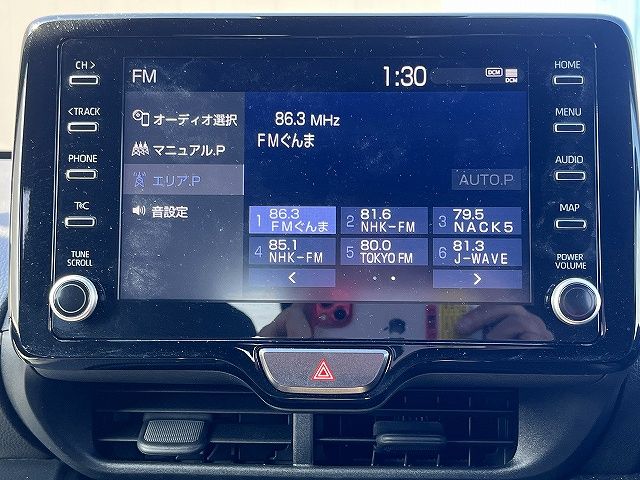 CH >
< TRACK
PHONE
TRC
TUNE
SCROLL
FM
1:30
DCM
DCM
オーディオ選択
マニュアル.P
エリア.P
音設定
86.3 MHz
FMぐんま
AUTO.P
1 86.3 FMぐんま
2 81.6 NHK-FM
3 79.5 NACK5
4 85.1 NHK-FM
5 80.0 TOKYO FM
6 81.3 J-WAVE
<
>
HOME
MENU
AUDIO
MAP
POWER
VOLUME